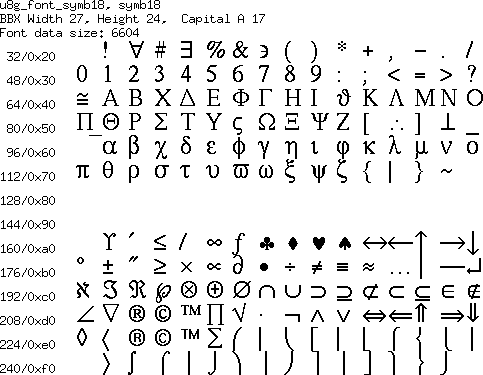 u8g_font_symb18, symb18
BBX Width 27, Height 24, Capital A 17
Font data size: 6604
32/0x20 ! ∀ # ∃ % & ∋ ( ) * + , − . /
48/0x30 0 1 2 3 4 5 6 7 8 9 : ; < = > ?
64/0x40 ≅ Α Β Χ Δ Ε Φ Γ Η Ι ϑ Κ Λ Μ Ν Ο
80/0x50 Π Θ Ρ Σ Τ Υ ς Ω Ξ Ψ Ζ [ ∴ ] ⊥ _
96/0x60 ‾ α β χ δ ε φ γ η ι ϕ κ λ μ ν ο
112/0x70 π θ ρ σ τ υ ϖ ω ξ ψ ζ { | } ~
128/0x80
144/0x90
160/0xa0 ϒ ′ ≤ / ∞ ƒ ♣ ♦ ♥ ♠ ↔ ← ↑ → ↓
176/0xb0 ° ± ″ ≥ × ∝ ∂ • ÷ ≠ ≡ ≈ … | — ↵
192/0xc0 ℵ ℑ ℜ ℘ ⊗ ⊕ ∅ ∩ ∪ ⊃ ⊇ ⊄ ⊂ ⊆ ∈ ∉
208/0xd0 ∠ ∇ ® © ™ ∏ √ ⋅ ¬ ∧ ∨ ⇔ ⇐ ⇑ ⇒ ⇓
224/0xe0 ◊ 〈 ® © ™ ∑ ⎛ ⎜ ⎝ ⎡ ⎢ ⎣ ⎧ ⎨ ⎩ ⎪
240/0xf0 〉 ∫ ⌠ ⎮ ⌡ ⎞ ⎟ ⎠ ⎤ ⎥ ⎦ ⎫ ⎬ ⎭